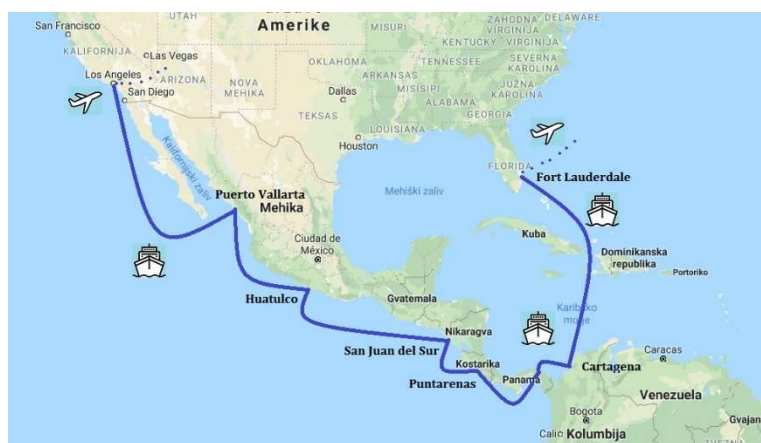 Amerike
San Francisco
UTAH
MISURI
ZAHODNA
VIRGINIJA
DELAWARE
KALIFORNIJA
Las Vegas
KENTUCKY
VIRGINIJA
Los Angeles
ARIZONA
NOVA
MEHIKA
OKLAHOMA
ARKANSAS
TENNESSEE
SEVERNA
KAROLINA
San Diego
Dallas
MISISIPI
ALABAMA
JUŽNA
KAROLINA
TEKSAS
GEORGIA
LOUISIANA
Houston
Kalifornijski zaliv
FLORIDA
Fort Lauderdale
Puerto Vallarta
Mehika
Mehiški zaliv
Ciudad de
México
Kuba
Dominikanska
republika
Portoriko
Huatulco
Gvatemala
Karibsko
morje
Nikaragva
San Juan del Sur
Kostarika
Puntarenas
Panama
Cartagena
Caracas
Venezuela
Bogota
Gvajan
Cali
Kolumbija